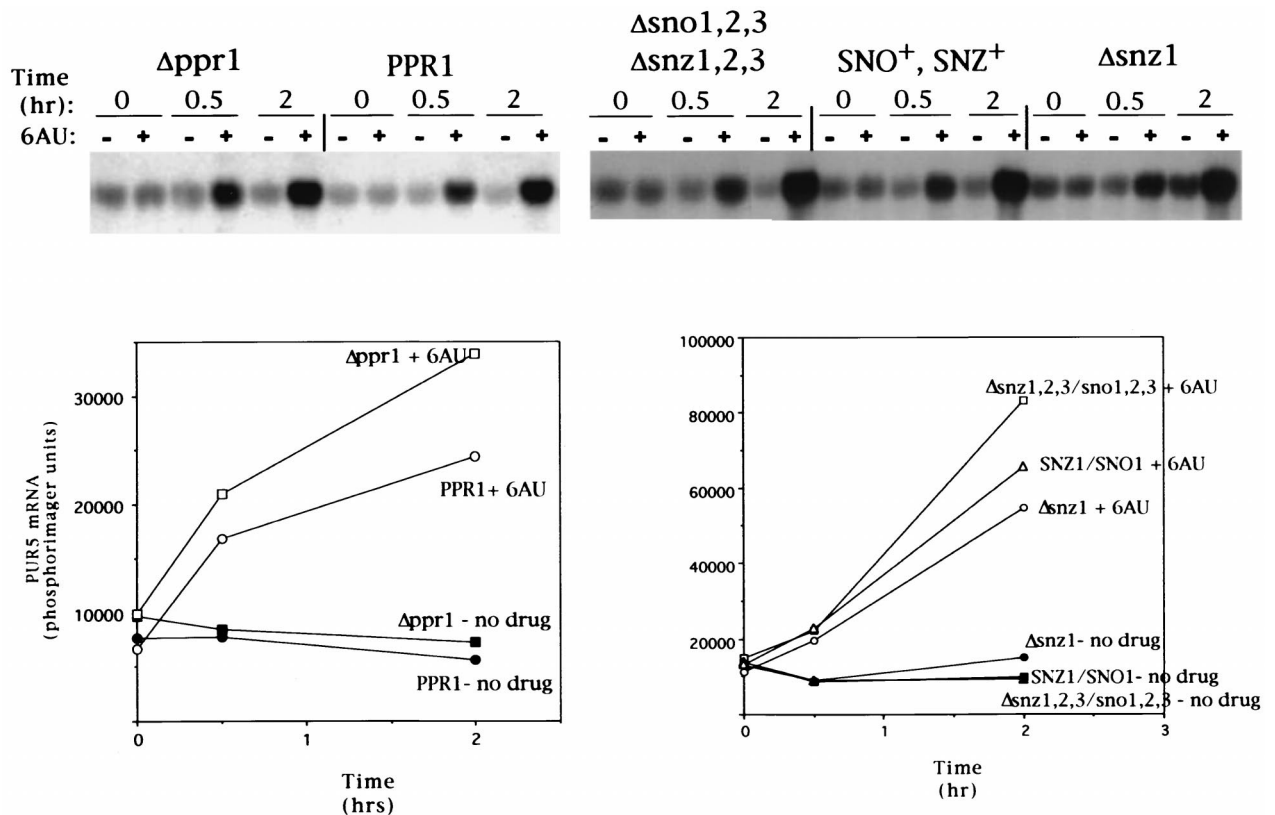 Δsno1,2,3
Δppr1 PPR1 Δsnz1,2,3 SNO+, SNZ+ Δsnz1
Time
(hr): 0 0.5 2 0 0.5 2 0 0.5 2 0 0.5 2 0 0.5 2
6AU: - + - + - + - + - + - + - + - + - + - + - + - + - + - + - +
PUR5 mRNA
(phosphorimager units)
30000
20000
10000
0
Δppr1 + 6AU
PPR1+ 6AU
Δppr1 - no drug
PPR1- no drug
0 1 2
Time
(hrs)
100000
80000
60000
40000
20000
0
Δsnz1,2,3/sno1,2,3 + 6AU
SNZ1/SNO1 + 6AU
Δsnz1 + 6AU
Δsnz1- no drug
SNZ1/SNO1- no drug
Δsnz1,2,3/sno1,2,3 - no drug
0 1 2 3
Time
(hr)